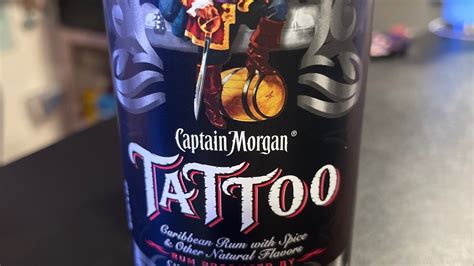 Captain Morgan®
TATTOO
Caribbean Rum with Spice
& Other Natural Flavors